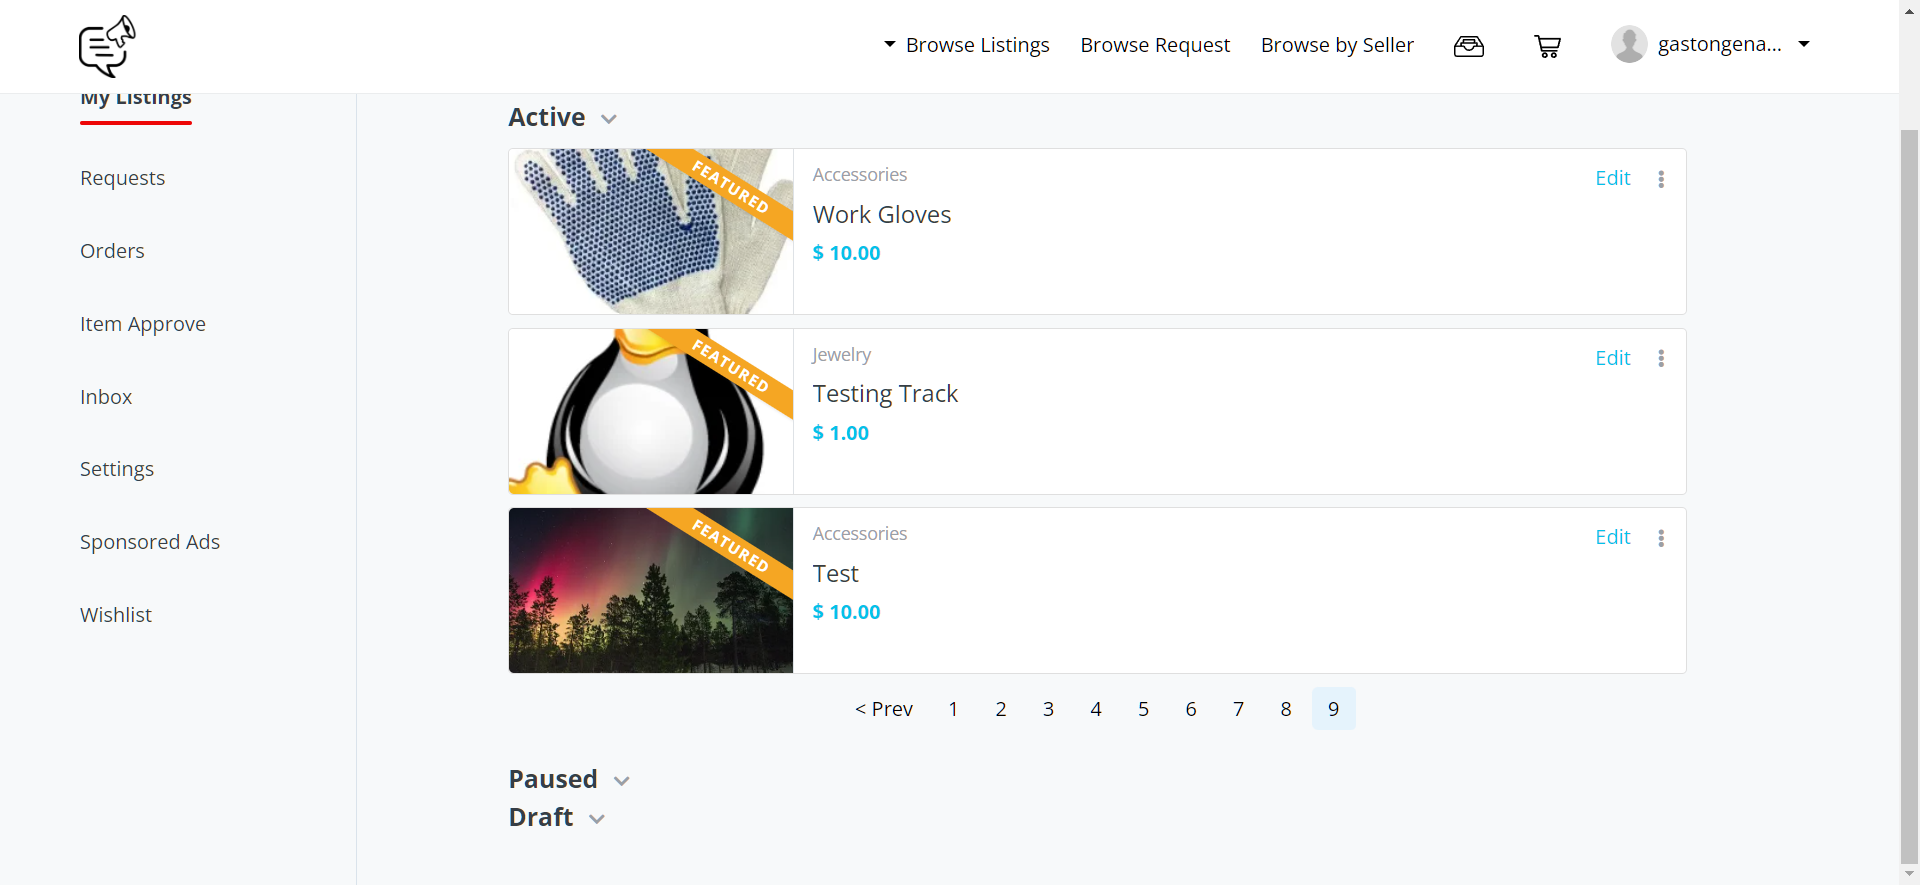 Browse Listings Browse Request Browse by Seller gastongena...
My Listings
Requests
Orders
Item Approve
Inbox
Settings
Sponsored Ads
Wishlist
Active
FEATURED
Accessories
Work Gloves
$ 10.00
Edit
FEATURED
Jewelry
Testing Track
$ 1.00
Edit
FEATURED
Accessories
Test
$ 10.00
Edit
< Prev 1 2 3 4 5 6 7 8 9
Paused
Draft